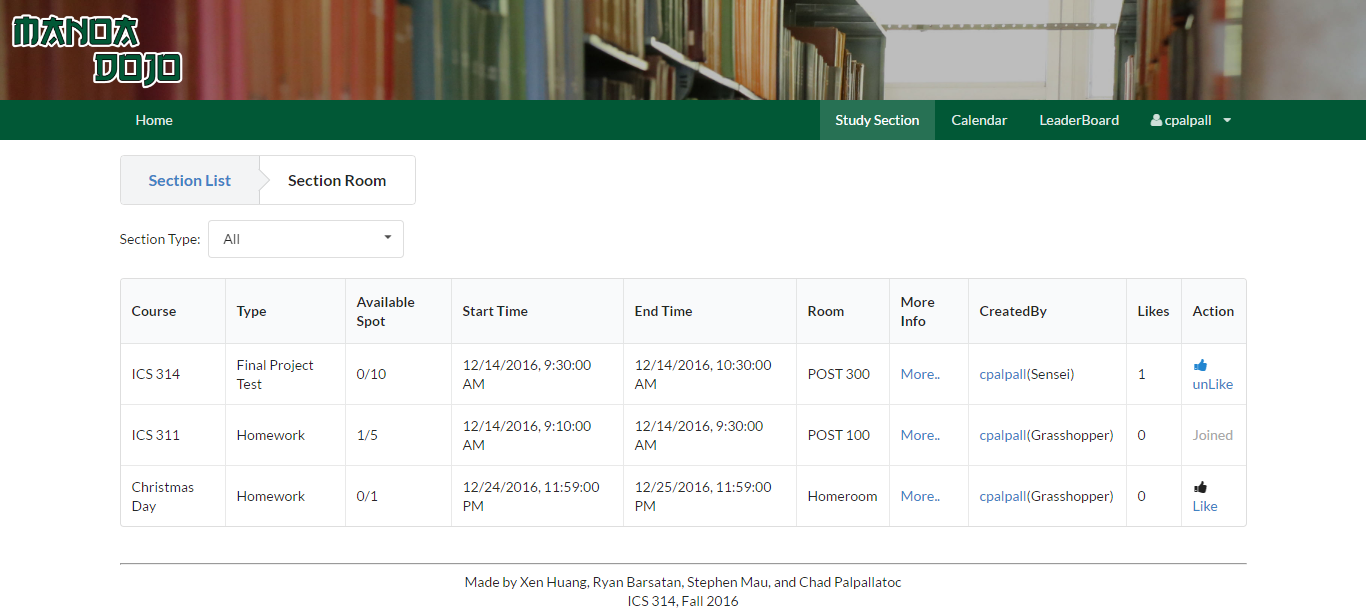 MANOA
DOJO
Home Study Section Calendar LeaderBoard cpalpall
Section List Section Room
Section Type: All
Course Type Available Spot Start Time End Time Room More Info CreatedBy Likes Action
ICS 314 Final Project Test 0/10 12/14/2016, 9:30:00 AM 12/14/2016, 10:30:00 AM POST 300 More.. cpalpall(Sensei) 1 unLike
ICS 311 Homework 1/5 12/14/2016, 9:10:00 AM 12/14/2016, 9:30:00 AM POST 100 More.. cpalpall(Grasshopper) 0 Joined
Christmas Day Homework 0/1 12/24/2016, 11:59:00 PM 12/25/2016, 11:59:00 PM Homeroom More.. cpalpall(Grasshopper) 0 Like
Made by Xen Huang, Ryan Barsatan, Stephen Mau, and Chad Palpallatoc
ICS 314, Fall 2016